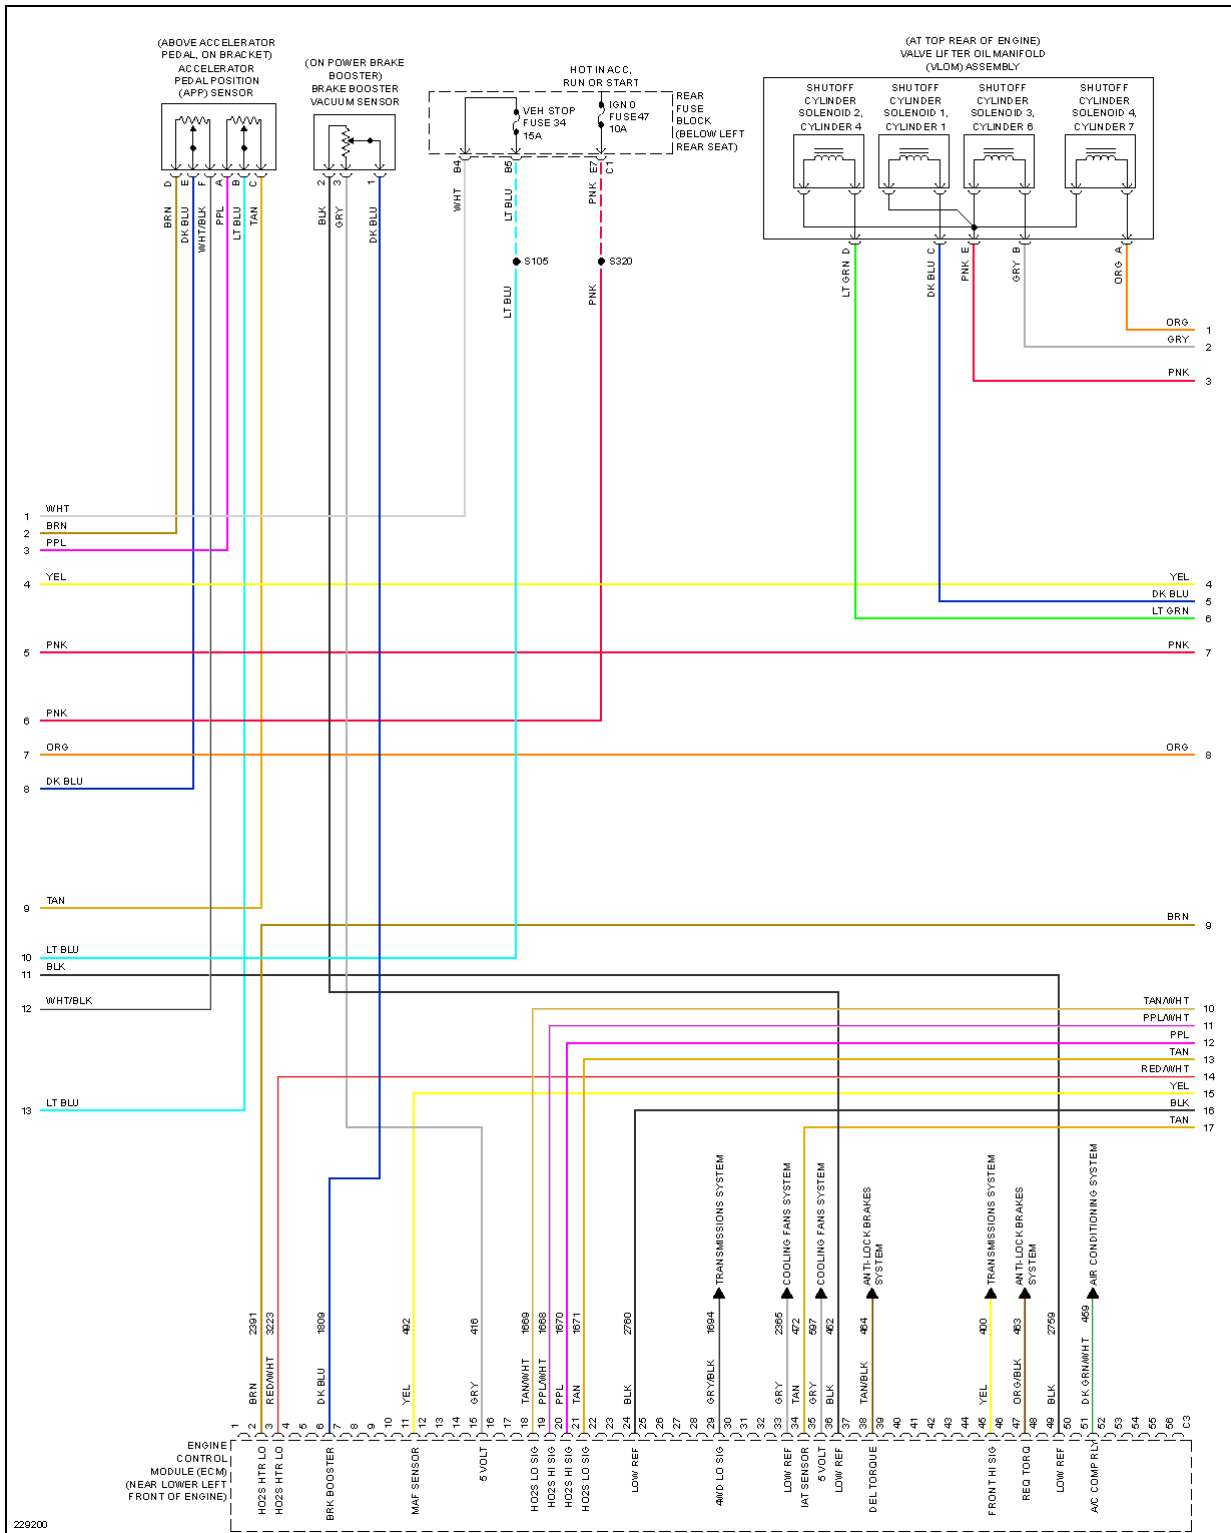 (ABOVE ACCELERATOR
PEDAL, ON BRACKET)
ACCELERATOR
PEDAL POSITION
(APP) SENSOR
(ON POWER BRAKE
BOOSTER)
BRAKE BOOSTER
VACUUM SENSOR
HOT IN ACC,
RUN OR START
VEH STOP
FUSE 34
15A
IGN 0
FUSE 47
10A
REAR
FUSE
BLOCK
(BELOW LEFT
REAR SEAT)
(AT TOP REAR OF ENGINE)
VALVE LIFTER OIL MANIFOLD
(VLOM) ASSEMBLY
SHUTOFF
CYLINDER
SOLENOID 2,
CYLINDER 4
SHUTOFF
CYLINDER
SOLENOID 1,
CYLINDER 1
SHUTOFF
CYLINDER
SOLENOID 3,
CYLINDER 6
SHUTOFF
CYLINDER
SOLENOID 4,
CYLINDER 7
D E F A B C
BRN
DK BLU
WHT/BLK
PPL
LT BLU
TAN
2 3 1
BLK
GRY
DK BLU
B4 B5 E7 C1
WHT
LT BLU
PNK
S105
S320
LT BLU
PNK
LT GRN D
DK BLU C
PNK E
GRY B
ORG A
ORG 1
GRY 2
PNK 3
1 WHT
2 BRN
3 PPL
4 YEL
YEL 4
DK BLU 5
LT GRN 6
5 PNK
PNK 7
6 PNK
7 ORG
ORG 8
8 DK BLU
9 TAN
BRN 9
10 LT BLU
11 BLK
12 WHT/BLK
TAN/WHT 10
PPL/WHT 11
PPL 12
TAN 13
RED/WHT 14
YEL 15
13 LT BLU
BLK 16
TAN 17
TRANSMISSIONS SYSTEM
COOLING FANS SYSTEM
COOLING FANS SYSTEM
ANTI-LOCK BRAKES
SYSTEM
TRANSMISSIONS SYSTEM
ANTI-LOCK BRAKES
SYSTEM
AIR CONDITIONING SYSTEM
2391
3223
1809
492
416
1669
1668
1670
1671
2760
1694
2365
472
597
452
464
400
463
2759
459
BRN
RED/WHT
DK BLU
YEL
GRY
TAN/WHT
PPL/WHT
PPL
TAN
BLK
GRY/BLK
GRY
TAN
GRY
BLK
TAN/BLK
YEL
ORG/BLK
BLK
DK GRN/WHT
1 2 3 4 5 6 7 8 9 10 11 12 13 14 15 16 17 18 19 20 21 22 23 24 25 26 27 28 29 30 31 32 33 34 35 36 37 38 39 40 41 42 43 44 45 46 47 48 49 50 51 52 53 54 55 56 C3
ENGINE
CONTROL
MODULE (ECM)
(NEAR LOWER LEFT
FRONT OF ENGINE)
HO2S HTR LO
HO2S HTR LO
BRK BOOSTER
MAF SENSOR
5 VOLT
HO2S LO SIG
HO2S HI SIG
HO2S HI SIG
HO2S LO SIG
LOW REF
4WD LO SIG
LOW REF
IAT SENSOR
5 VOLT
LOW REF
DEL TORQUE
FRONT HI SIG
REQ TORQ
LOW REF
A/C COMP RLY
229200